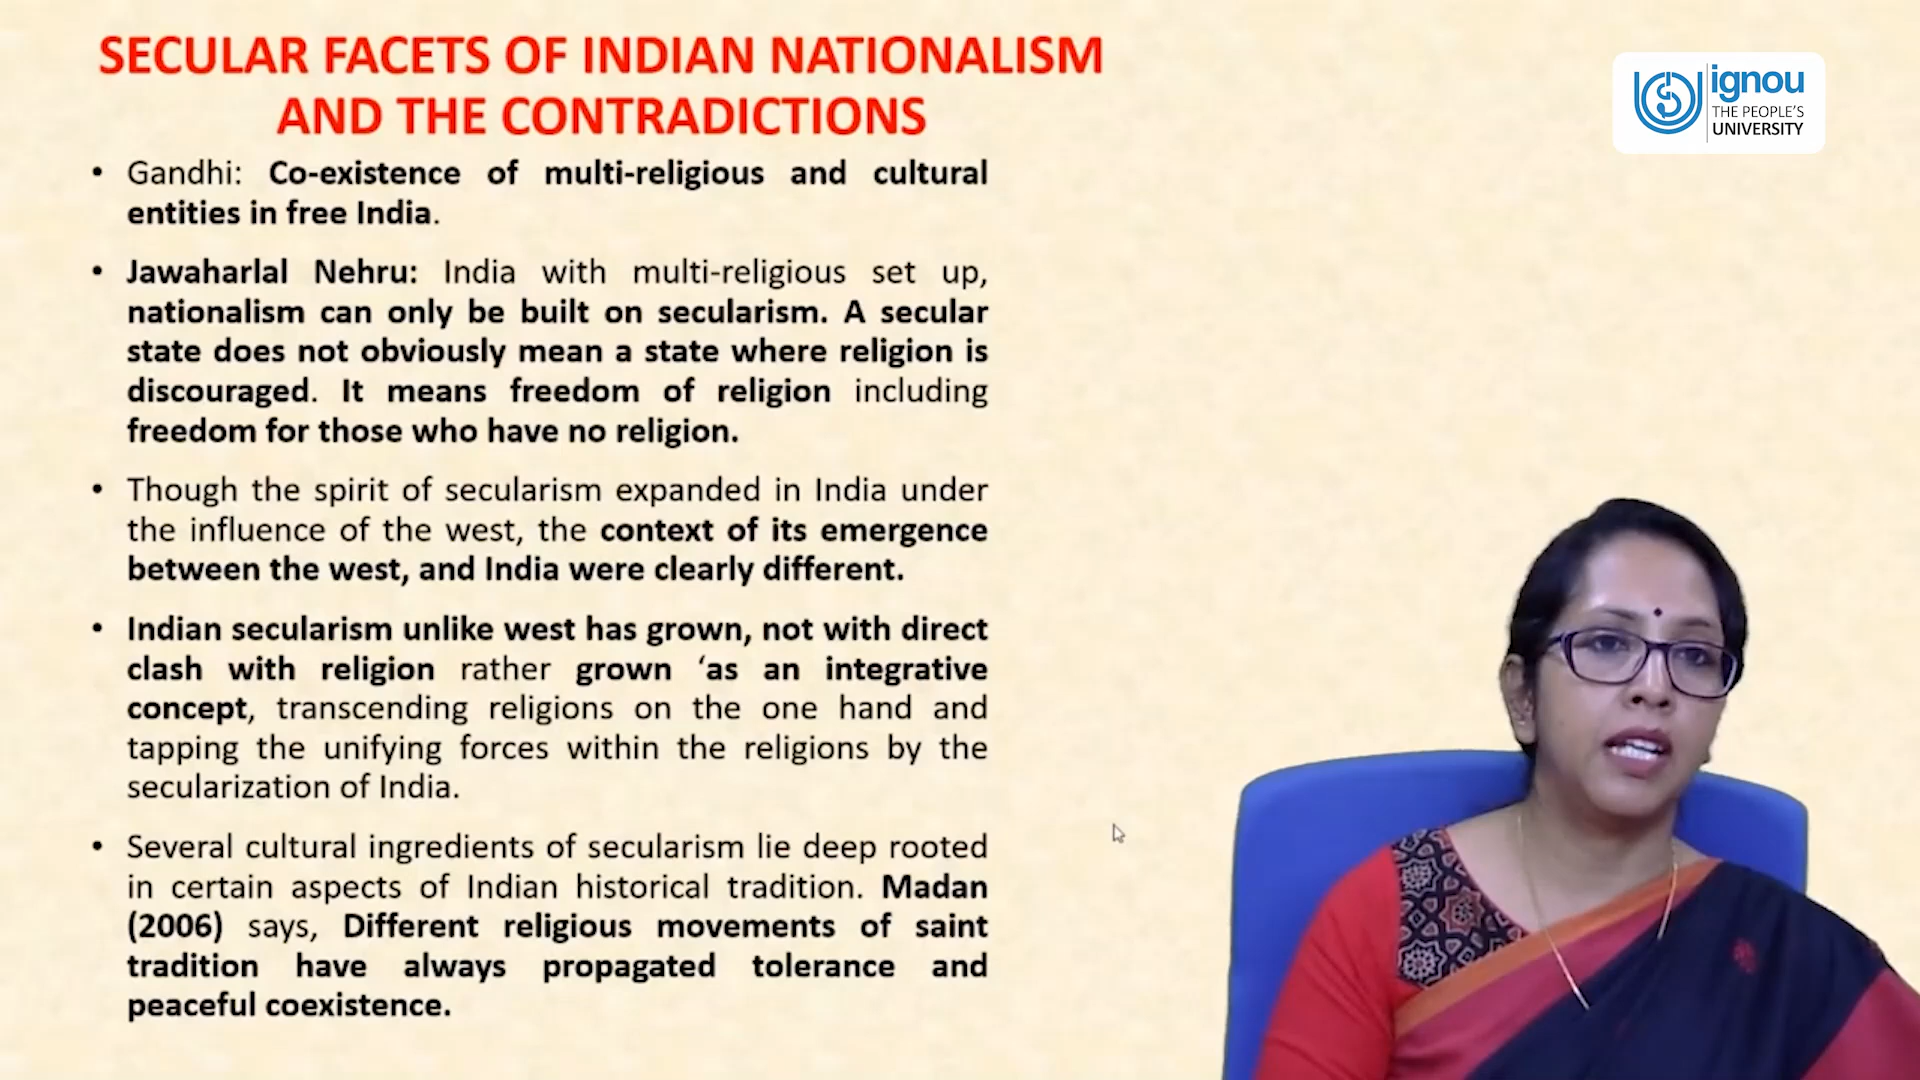 SECULAR FACETS OF INDIAN NATIONALISM
AND THE CONTRADICTIONS
• Gandhi: Co-existence of multi-religious and cultural
entities in free India.
• Jawaharlal Nehru: India with multi-religious set up,
nationalism can only be built on secularism. A secular
state does not obviously mean a state where religion is
discouraged. It means freedom of religion including
freedom for those who have no religion.
• Though the spirit of secularism expanded in India under
the influence of the west, the context of its emergence
between the west, and India were clearly different.
• Indian secularism unlike west has grown, not with direct
clash with religion rather grown ‘as an integrative
concept, transcending religions on the one hand and
tapping the unifying forces within the religions by the
secularization of India.
• Several cultural ingredients of secularism lie deep rooted
in certain aspects of Indian historical tradition. Madan
(2006) says, Different religious movements of saint
tradition have always propagated tolerance and
peaceful coexistence.
ignou
THE PEOPLE'S
UNIVERSITY